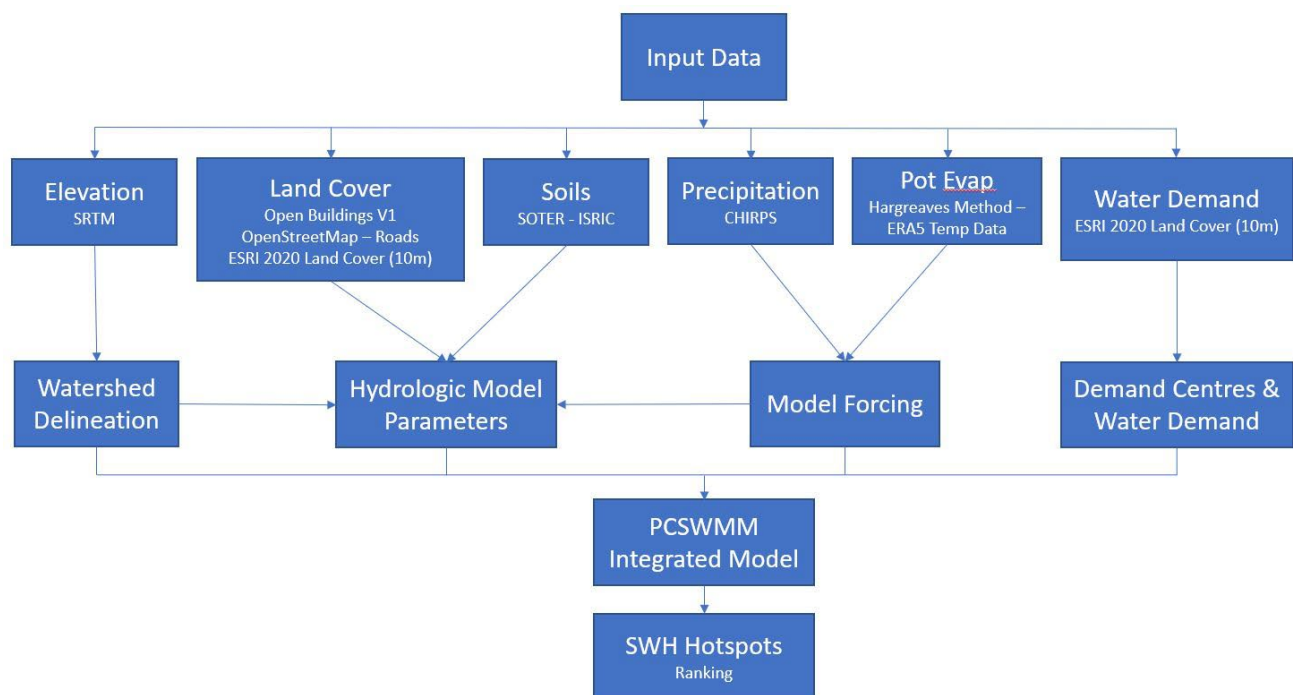 Input Data
Elevation
SRTM
Land Cover
Open Buildings V1
OpenStreetMap – Roads
ESRI 2020 Land Cover (10m)
Soils
SOTER - ISRIC
Precipitation
CHIRPS
Pot Evap
Hargreaves Method –
ERA5 Temp Data
Water Demand
ESRI 2020 Land Cover (10m)
Watershed
Delineation
Hydrologic Model
Parameters
Model Forcing
Demand Centres &
Water Demand
PCSWMM
Integrated Model
SWH Hotspots
Ranking